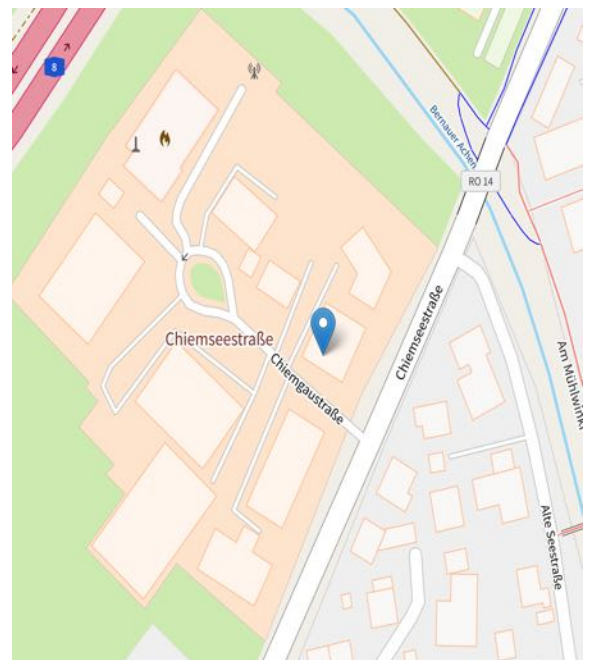 8
Bernauer Achen
RO 14
Chiemseestraße
Chiemseestraße
Chiemgaustraße
Am Mühlwinkl
Alte Seestraße